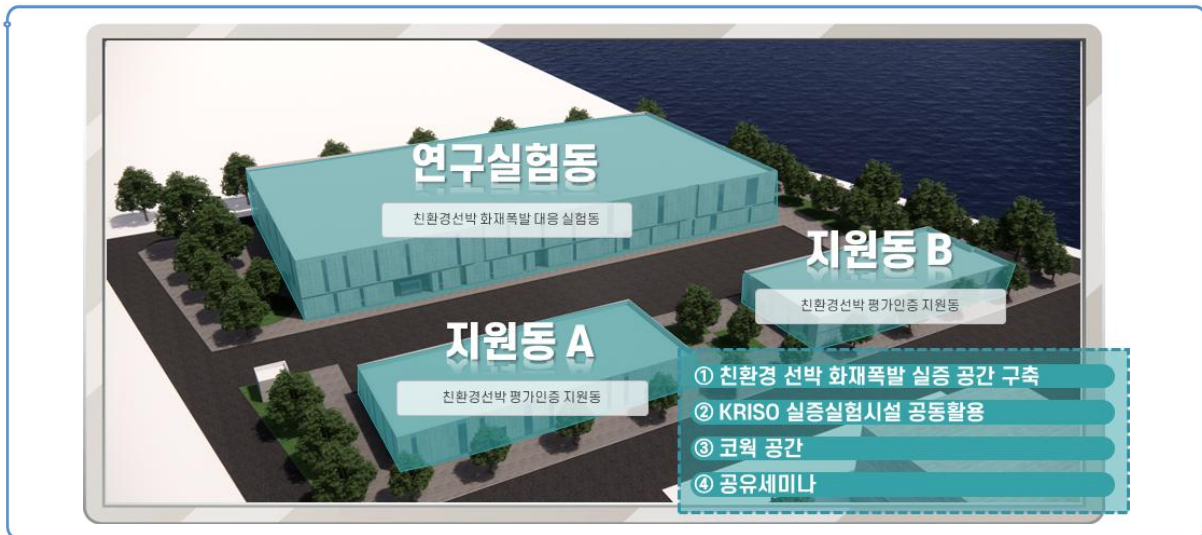 연구실험동
친환경선박 화재폭발 대응 실험동
지원동 B
친환경선박 평가인증 지원동
지원동 A
친환경선박 평가인증 지원동
① 친환경 선박 화재폭발 실증 공간 구축
② KRISO 실증실험시설 공동활용
③ 코웍 공간
④ 공유세미나